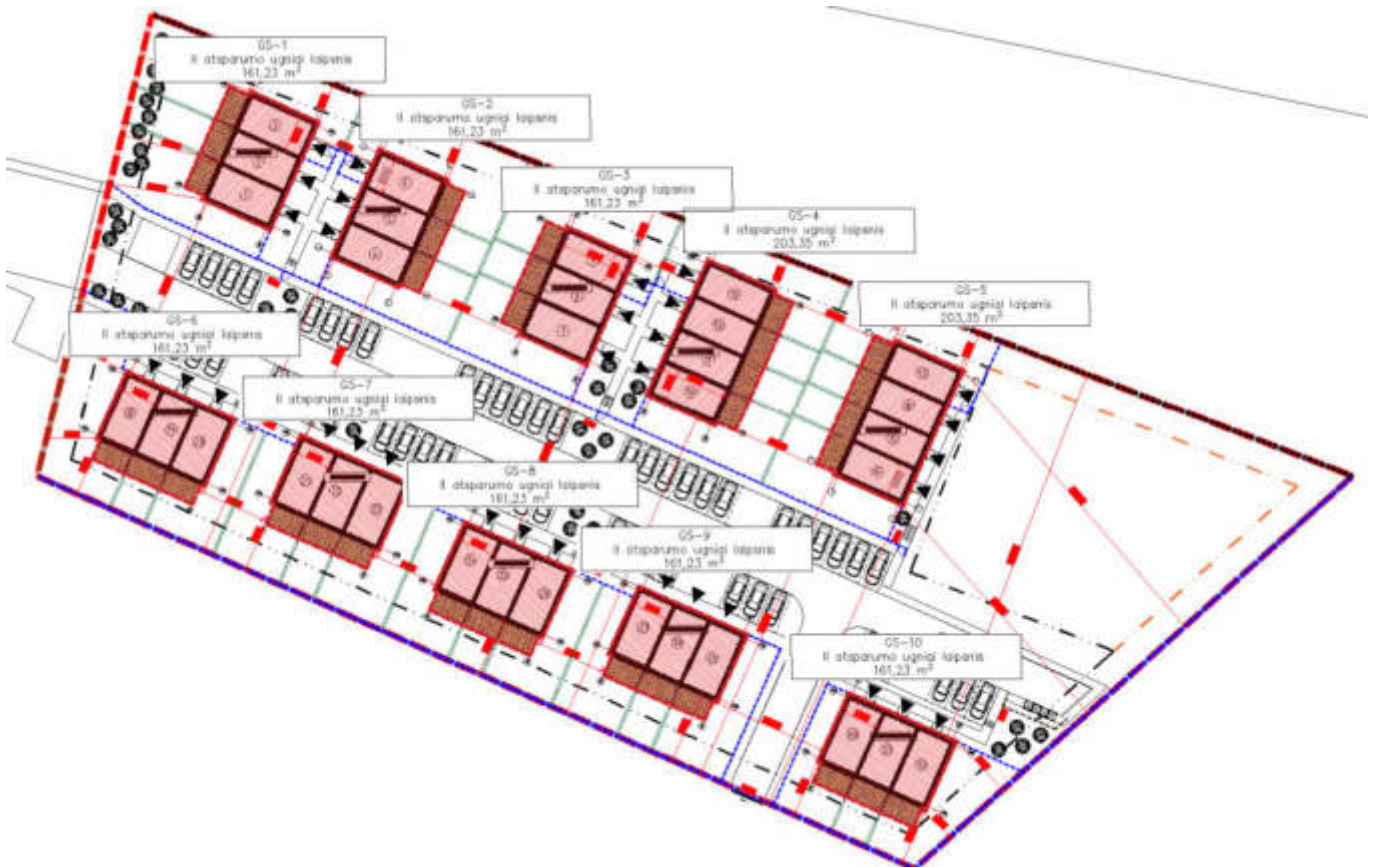 GS-1
II atsparumo ugniai laipsnis
161,23 m²
GS-2
II atsparumo ugniai laipsnis
161,23 m²
GS-3
II atsparumo ugniai laipsnis
161,23 m²
GS-4
II atsparumo ugniai laipsnis
203,35 m²
GS-5
II atsparumo ugniai laipsnis
203,35 m²
GS-6
II atsparumo ugniai laipsnis
161,23 m²
GS-7
II atsparumo ugniai laipsnis
161,23 m²
GS-8
II atsparumo ugniai laipsnis
161,23 m²
GS-9
II atsparumo ugniai laipsnis
161,23 m²
GS-10
II atsparumo ugniai laipsnis
161,23 m²